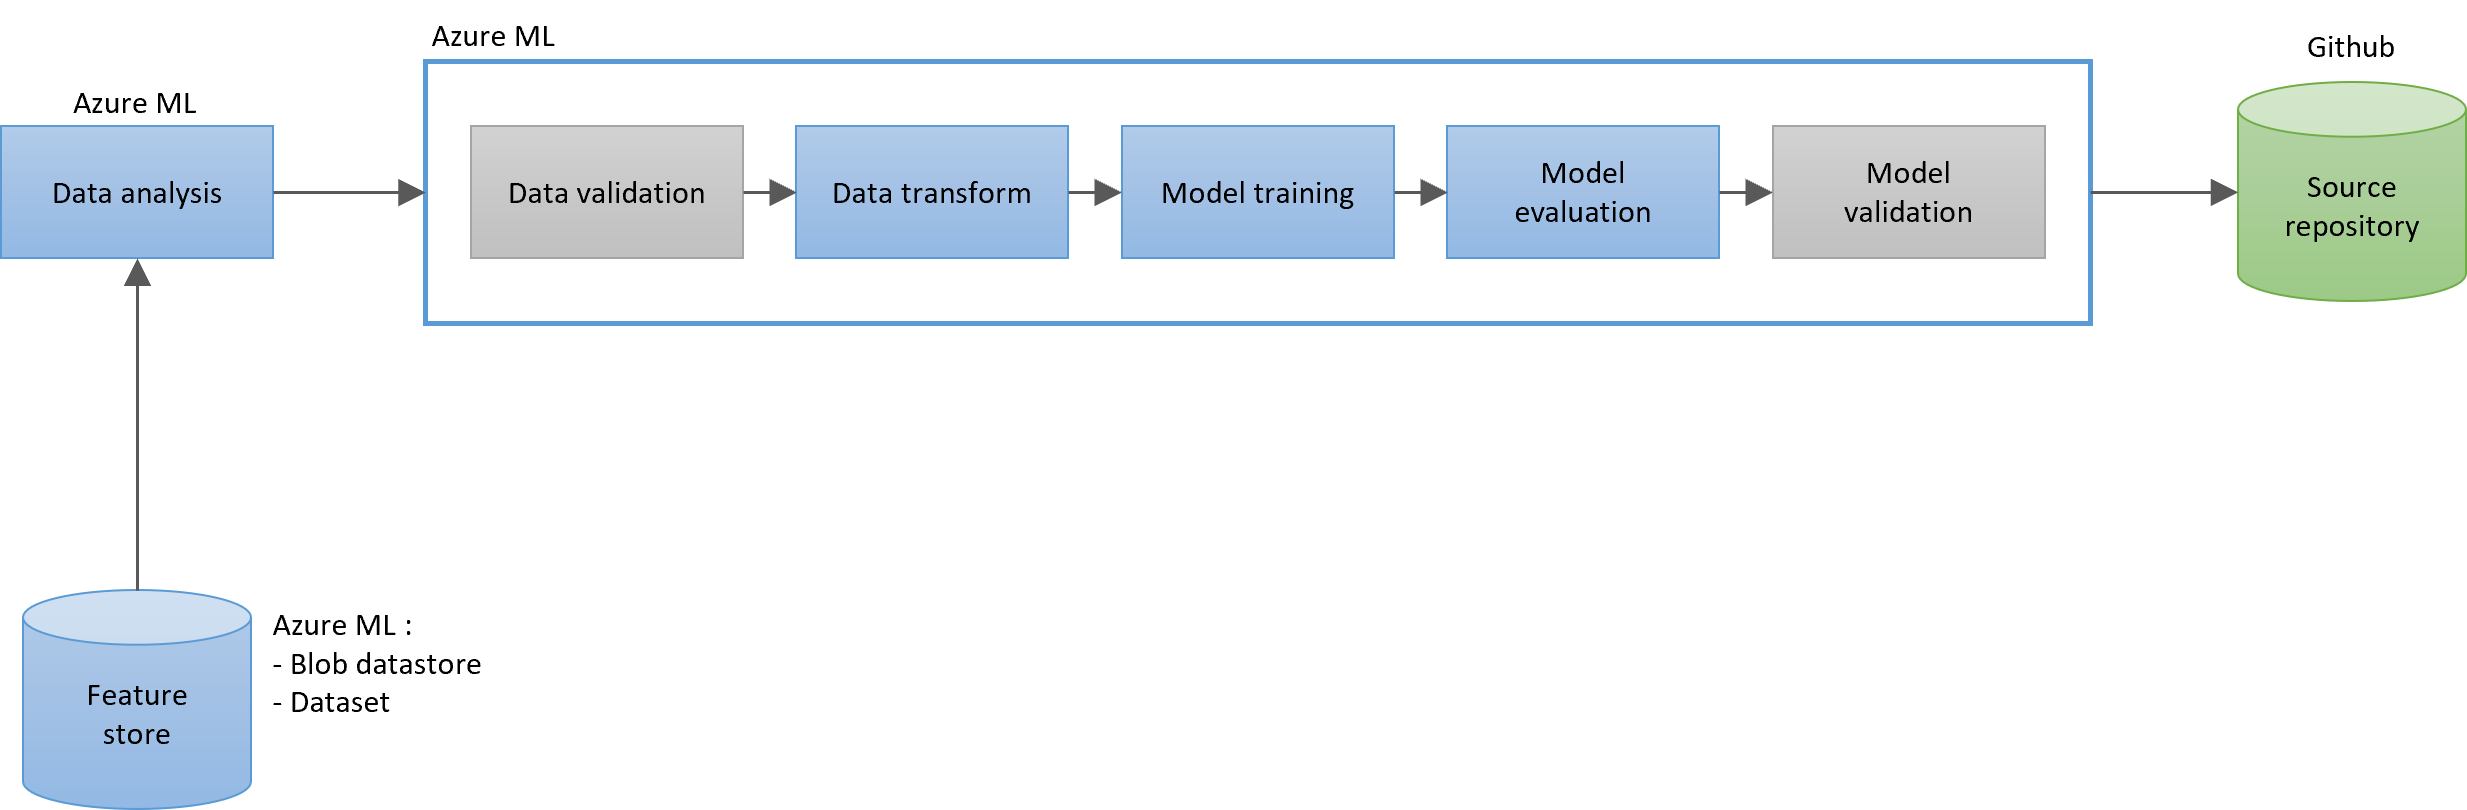 Azure ML
Github
Azure ML
Data analysis
Data validation
Data transform
Model training
Model
evaluation
Model
validation
Source
repository
Azure ML :
- Blob datastore
- Dataset
Feature
store